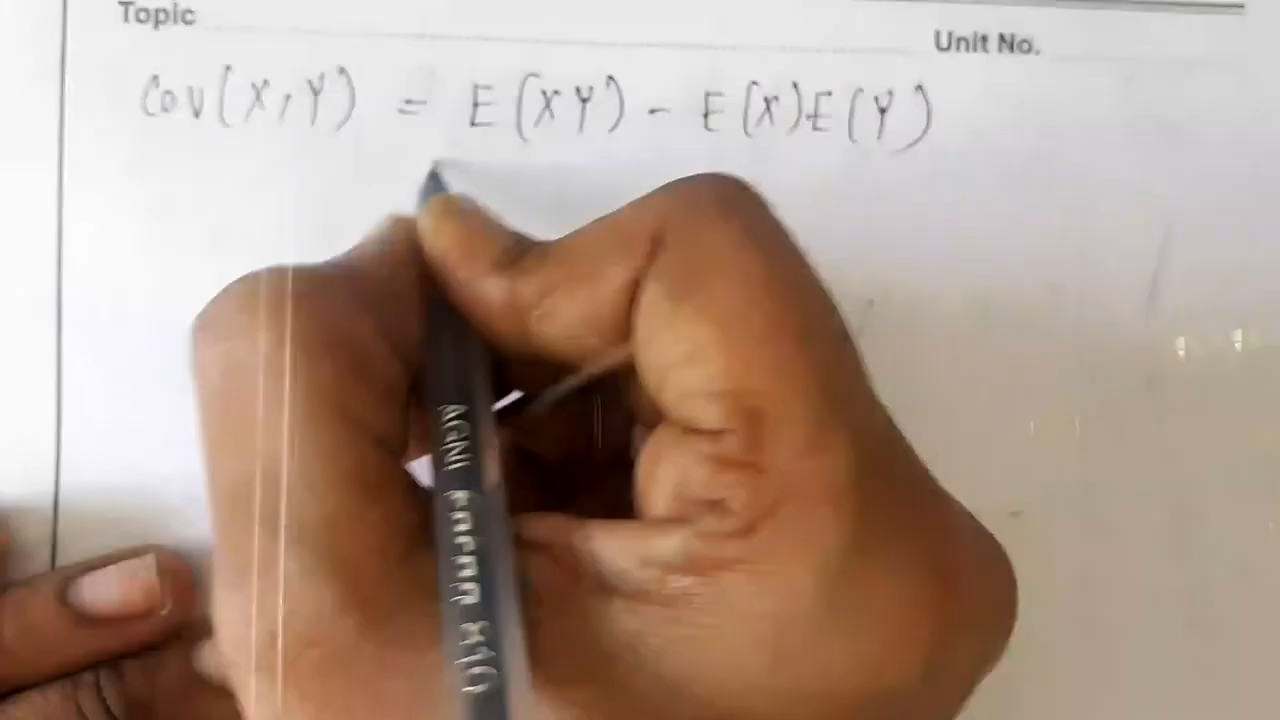 Topic
Unit No.
Cov(X,Y) = E(XY) - E(X)E(Y)